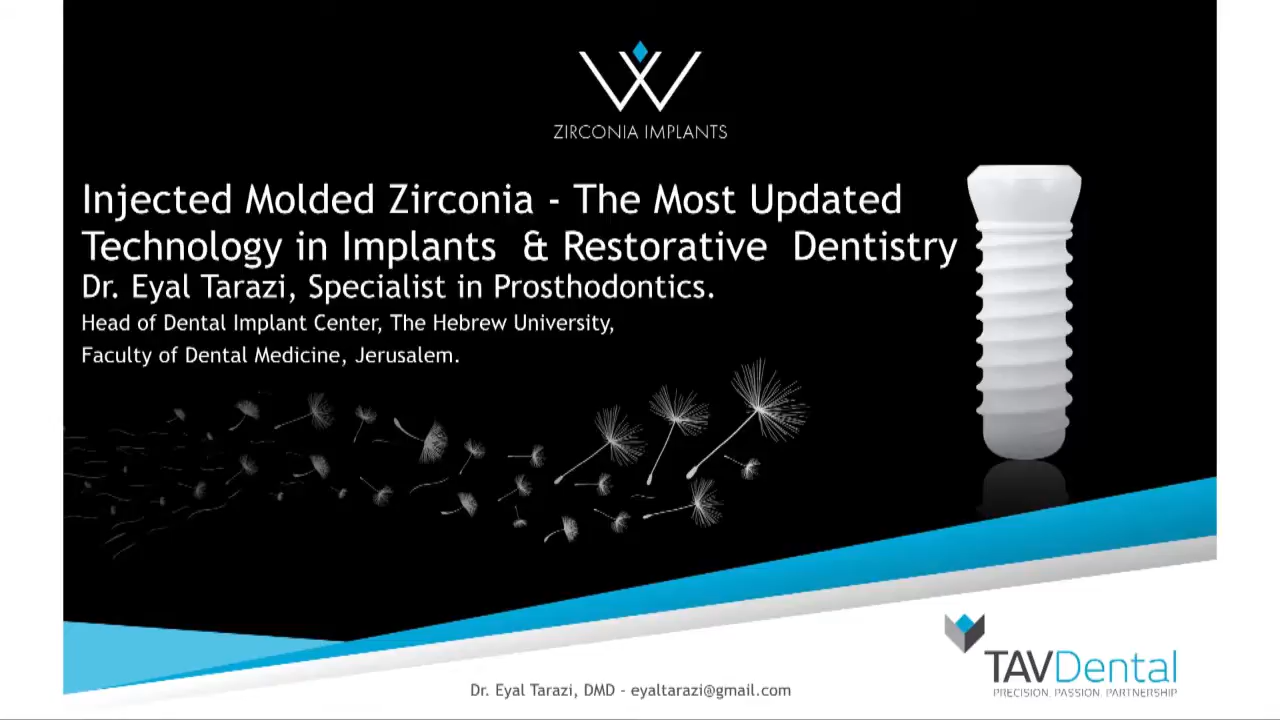 ZIRCONIA IMPLANTS
Injected Molded Zirconia - The Most Updated
Technology in Implants & Restorative Dentistry
Dr. Eyal Tarazi, Specialist in Prosthodontics.
Head of Dental Implant Center, The Hebrew University,
Faculty of Dental Medicine, Jerusalem.
TAVDental
PRECISION. PASSION. PARTNERSHIP
Dr. Eyal Tarazi, DMD - eyaltarazi@gmail.com